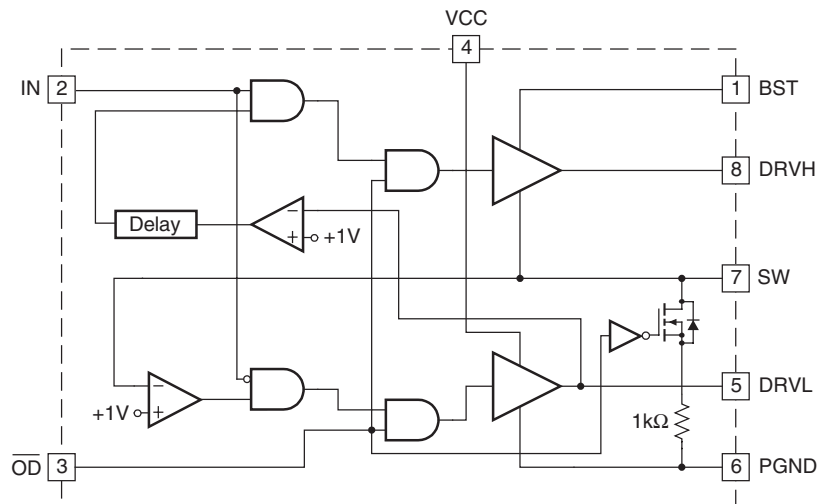 VCC
4
IN 2
1 BST
8 DRVH
Delay
− + +1V
7 SW
− + +1V
5 DRVL
1kΩ
O̅D̅ 3
6 PGND